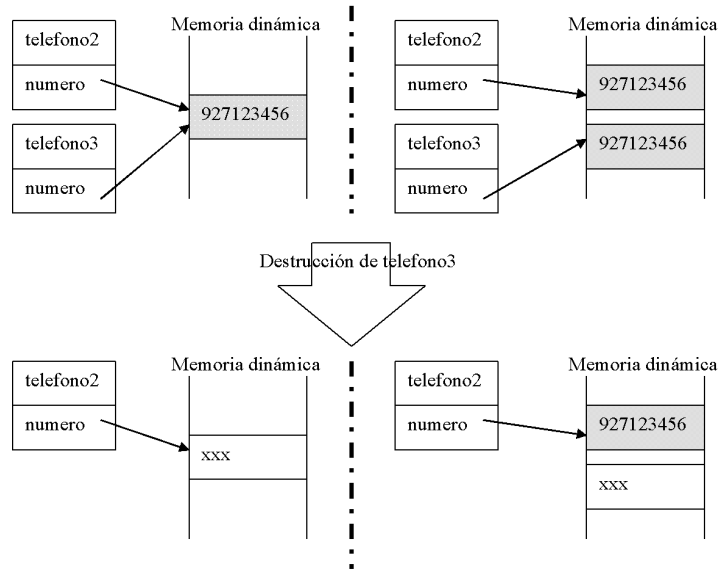 telefono2
numero
telefono3
numero
Memoria dinámica
927123456
telefono2
numero
telefono3
numero
Memoria dinámica
927123456
927123456
Destrucción de telefono3
telefono2
numero
Memoria dinámica
xxx
telefono2
numero
Memoria dinámica
927123456
xxx